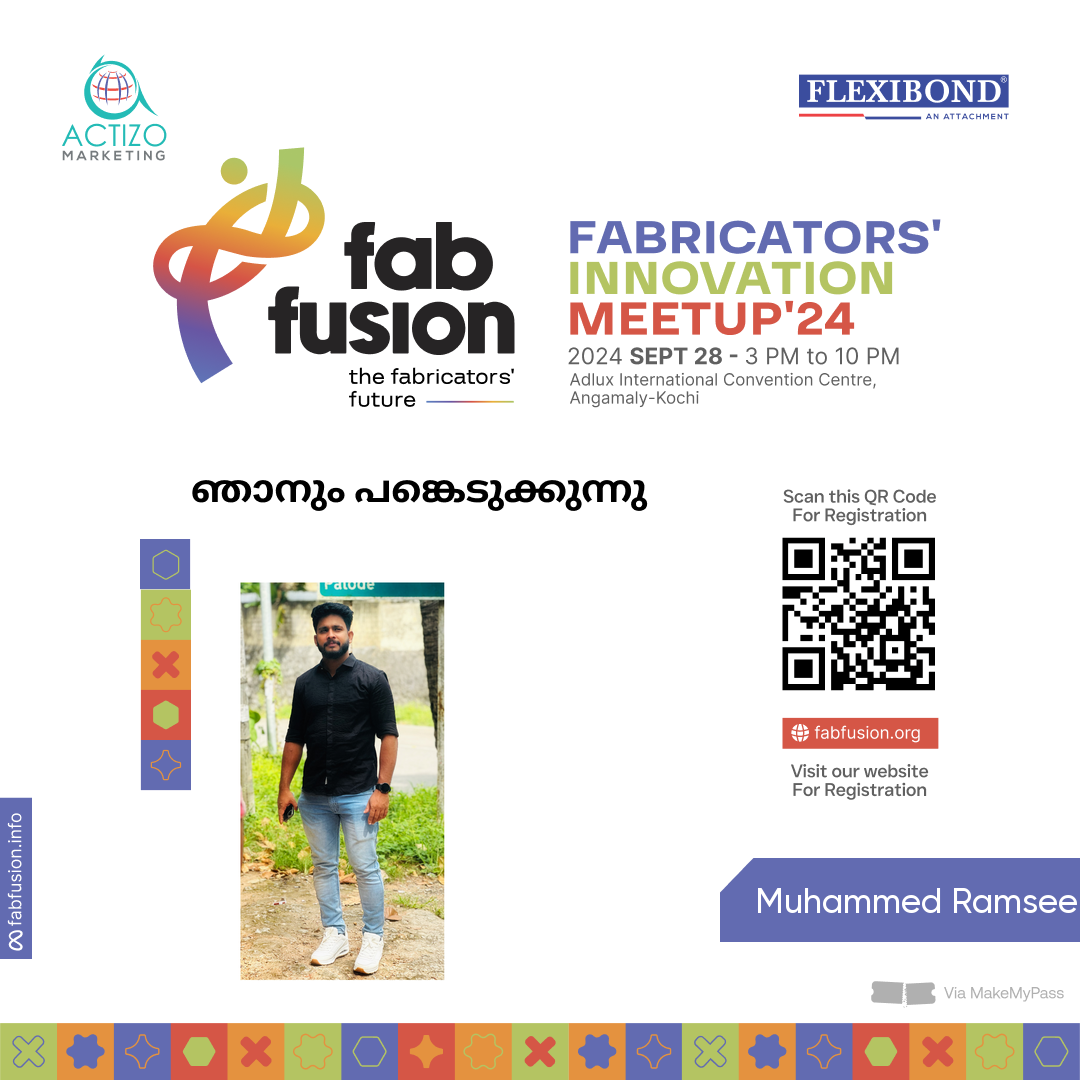 ACTIZO
MARKETING
FLEXIBOND®
AN ATTACHMENT
fab
fusion
the fabricators'
future
FABRICATORS'
INNOVATION
MEETUP'24
2024 SEPT 28 - 3 PM to 10 PM
Adlux International Convention Centre,
Angamaly-Kochi
ഞാനും പങ്കെടുക്കുന്നു
Scan this QR Code
For Registration
Palode
fabfusion.org
Visit our website
For Registration
fabfusion.info
Muhammed Ramsee
Via MakeMyPass